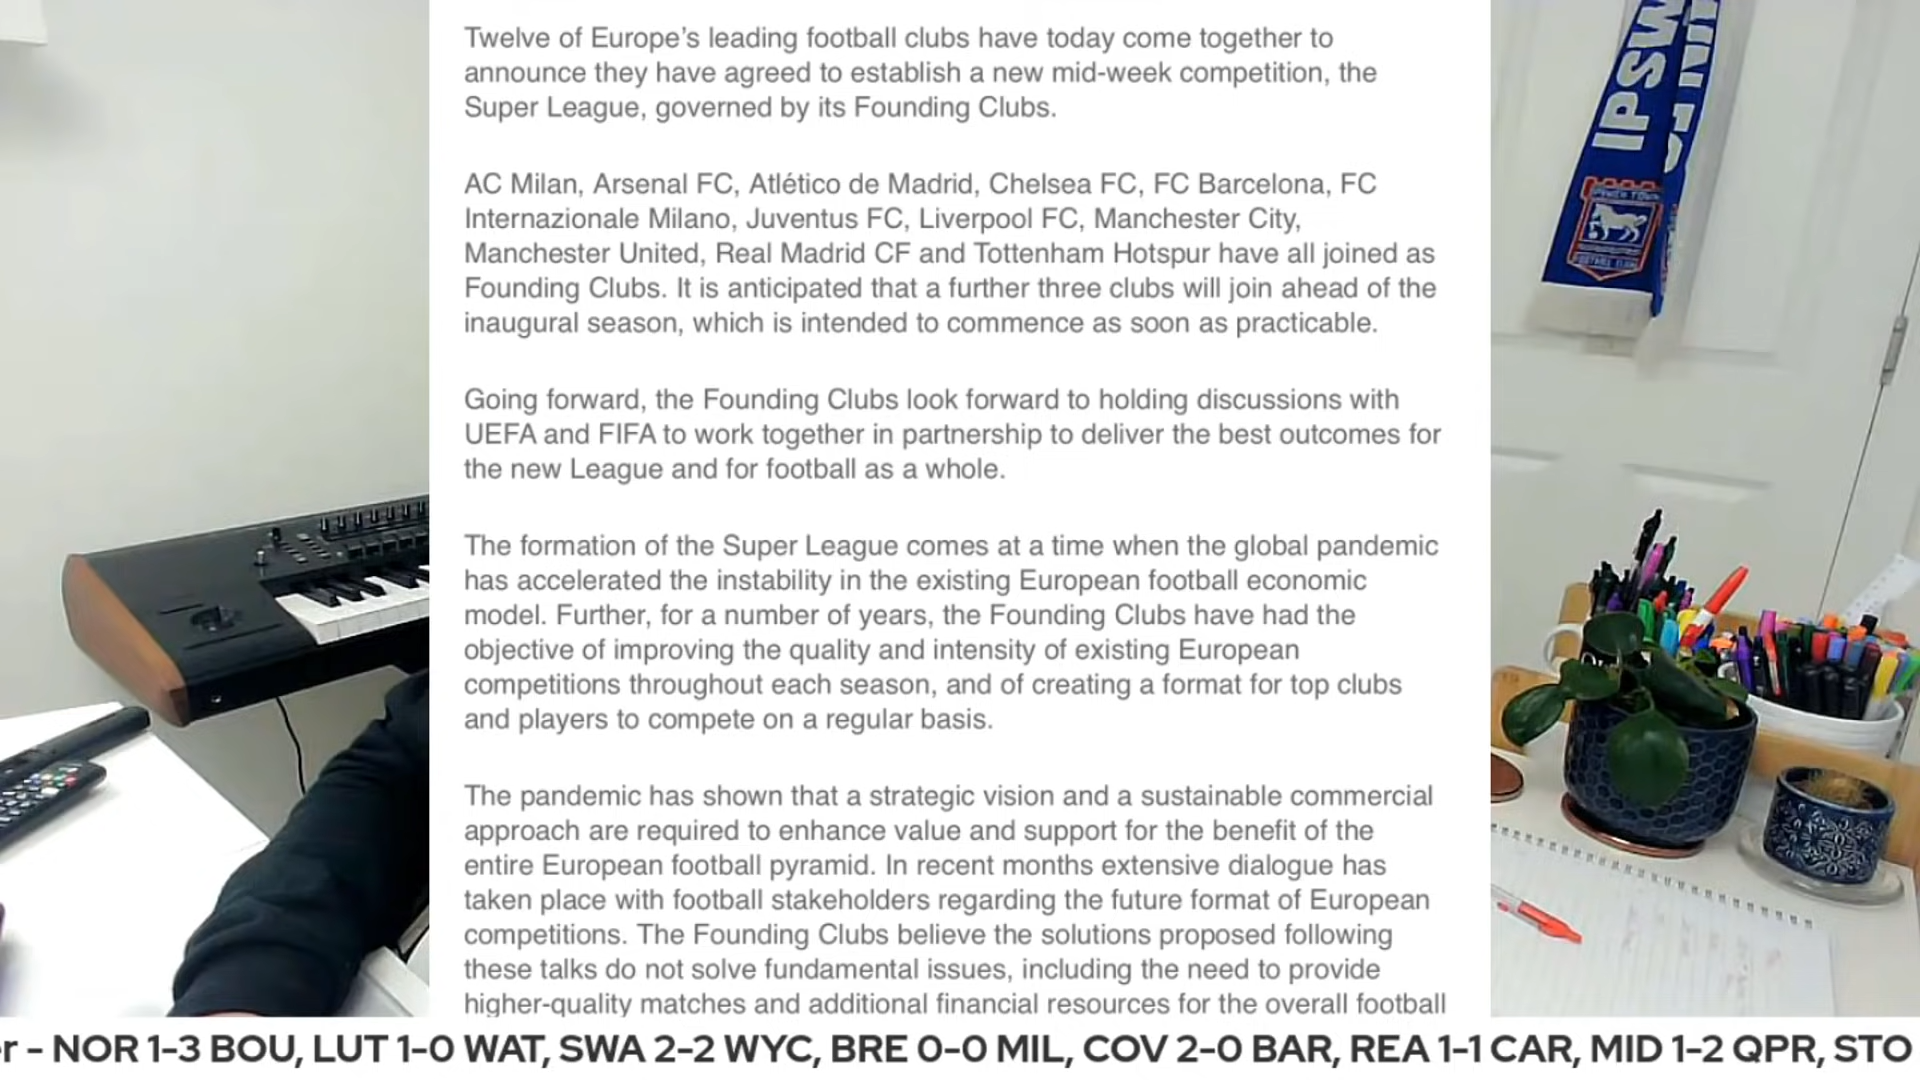 Twelve of Europe’s leading football clubs have today come together to
announce they have agreed to establish a new mid-week competition, the
Super League, governed by its Founding Clubs.
AC Milan, Arsenal FC, Atlético de Madrid, Chelsea FC, FC Barcelona, FC
Internazionale Milano, Juventus FC, Liverpool FC, Manchester City,
Manchester United, Real Madrid CF and Tottenham Hotspur have all joined as
Founding Clubs. It is anticipated that a further three clubs will join ahead of the
inaugural season, which is intended to commence as soon as practicable.
Going forward, the Founding Clubs look forward to holding discussions with
UEFA and FIFA to work together in partnership to deliver the best outcomes for
the new League and for football as a whole.
The formation of the Super League comes at a time when the global pandemic
has accelerated the instability in the existing European football economic
model. Further, for a number of years, the Founding Clubs have had the
objective of improving the quality and intensity of existing European
competitions throughout each season, and of creating a format for top clubs
and players to compete on a regular basis.
The pandemic has shown that a strategic vision and a sustainable commercial
approach are required to enhance value and support for the benefit of the
entire European football pyramid. In recent months extensive dialogue has
taken place with football stakeholders regarding the future format of European
competitions. The Founding Clubs believe the solutions proposed following
these talks do not solve fundamental issues, including the need to provide
higher-quality matches and additional financial resources for the overall football
IPSW
r - NOR 1-3 BOU, LUT 1-0 WAT, SWA 2-2 WYC, BRE 0-0 MIL, COV 2-0 BAR, REA 1-1 CAR, MID 1-2 QPR, STO